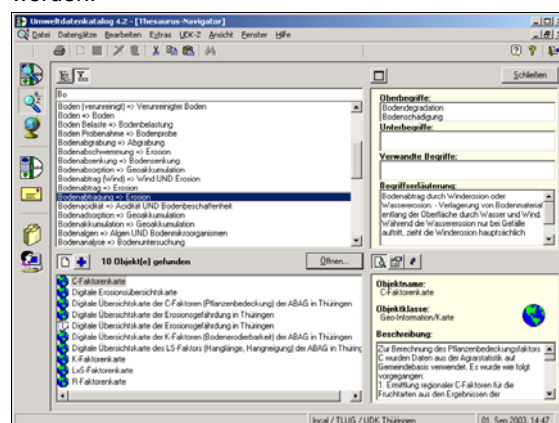 werden.
Umweltdatenkatalog 4.2 - [Thesaurus-Navigator]
Datei Datensätze Bearbeiten Extras UDK-Z Ansicht Fenster Hilfe
Schließen
Bo
Boden (verunreinigt) => Verunreinigter Boden
Boden => Boden
Boden Belaste => Bodenbelastung
Boden Probenahme => Bodenprobe
Bodenabgrabung => Abgrabung
Bodenabschwemmung => Erosion
Bodenabsenkung => Bodensenkung
Bodenabsorption => Geoakkumulation
Bodenabtrag (Wind) => Wind UND Erosion
Bodenabtrag => Erosion
Bodenabtragung => Erosion
Bodenacidität => Acidität UND Bodenbeschaffenheit
Bodenadsorption => Geoakkumulation
Bodenakkumulation => Geoakkumulation
Bodenalgen => Algen UND Bodenmikroorganismen
Bodenanalyse => Bodenuntersuchung
Oberbegriffe:
Bodendegradation
Bodenschädigung
Unterbegriffe:
Verwandte Begriffe:
Begriffserläuterung:
Bodenabtrag durch Winderosion oder
Wassererosion. - Verlagerung von Bodenmaterial
entlang der Oberfläche durch Wasser und Wind.
Während die Wassererosion nur bei Gefälle
auftritt, zieht die Winderosion hauptsächlich
10 Objekt(e) gefunden
Öffnen...
C-Faktorenkarte
Digitale Erosionsübersichtskarte
Digitale Übersichtskarte der C-Faktoren (Pflanzenbedeckung) der ABAG in Thüringen
Digitale Übersichtskarte der Erosionsgefährdung in Thüringen
Digitale Übersichtskarte der Erosionsgefährdung in Thüringen
Digitale Übersichtskarte der K-Faktoren (Bodenerodierbarkeit) der ABAG in Thüringen
Digitale Übersichtskarte des LS-Faktors (Hanglänge, Hangneigung) der ABAG in Thüring
K-Faktorenkarte
LxS-Faktorenkarte
R-Faktorenkarte
Objektname:
C-Faktorenkarte
Objektklasse:
Geo-Information/Karte
Beschreibung:
Zur Berechnung des Pflanzenbedeckungsfaktors
C wurden Daten aus der Agrarstatistik auf
Gemeindebasis verwendet. Es wurde wie folgt
vorgegangen:
1. Ermittlung regionaler C-Faktoren für die
Fruchtarten aus den Ergebnissen der
local / TLUG / UDK Thüringen
01. Sep 2003, 14:47